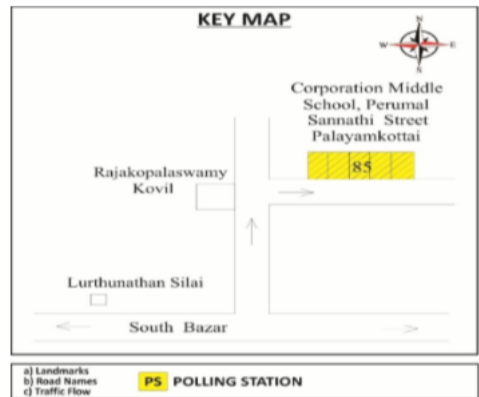 KEY MAP
N
W E
S
Corporation Middle
School, Perumal
Sannathi Street
Palayamkottai
85
Rajakopalaswamy
Kovil
Lurthunathan Silai
South Bazar
a) Landmarks
b) Road Names
c) Traffic Flow
PS POLLING STATION